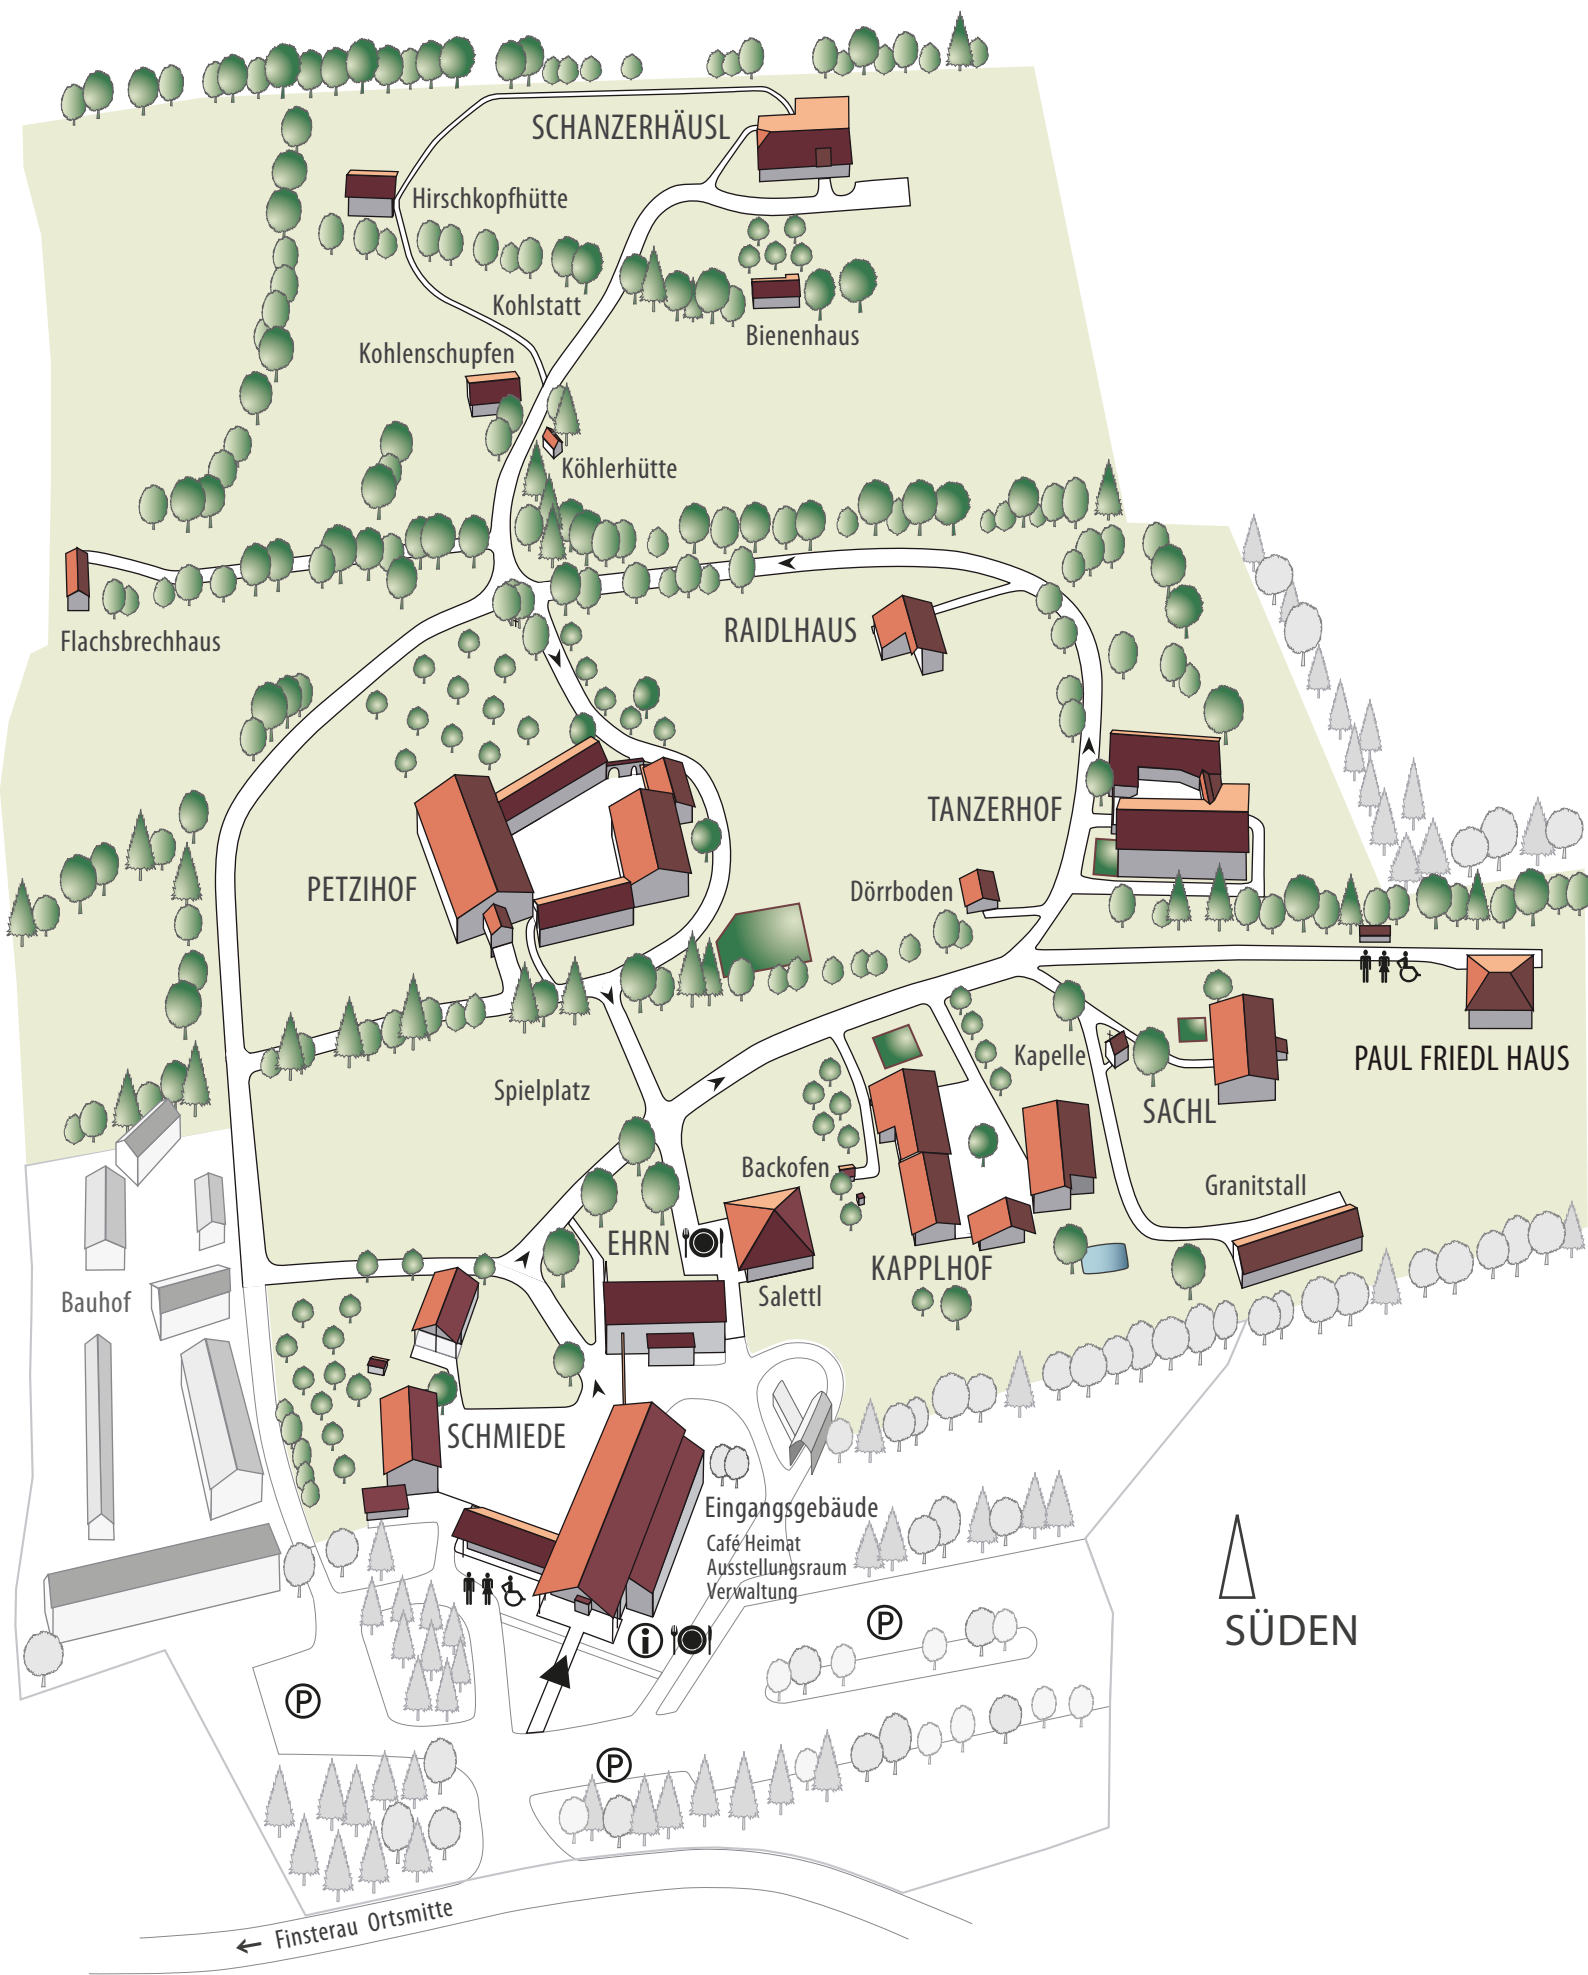 SCHANZERHÄUSL
Hirschkopfhütte
Kohlstatt
Bienenhaus
Kohlenschupfen
Köhlerhütte
Flachsbrechhaus
RAIDLHAUS
TANZERHOF
PETZIHOF
Dörrboden
Kapelle
PAUL FRIEDL HAUS
Spielplatz
SACHL
Backofen
Granitstall
EHRN
KAPPLHOF
Salettl
Bauhof
SCHMIEDE
Eingangsgebäude
Café Heimat
Ausstellungsraum
Verwaltung
i
P
SÜDEN
P
P
← Finsterau Ortsmitte